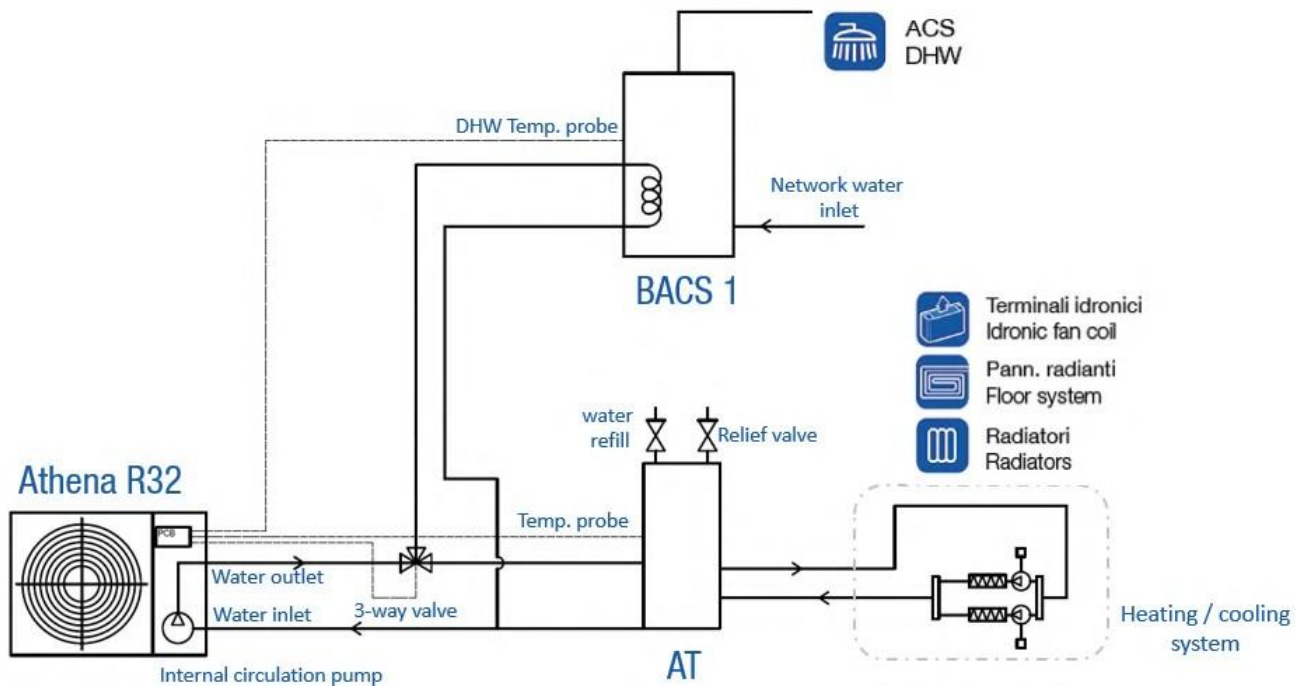 ACS
DHW
DHW Temp. probe
Network water
inlet
BACS 1
Terminali idronici
Idronic fan coil
Pann. radianti
Floor system
Radiatori
Radiators
water
refill
Relief valve
Athena R32
PCB
Temp. probe
Water outlet
3-way valve
Water inlet
Internal circulation pump
AT
Heating / cooling
system